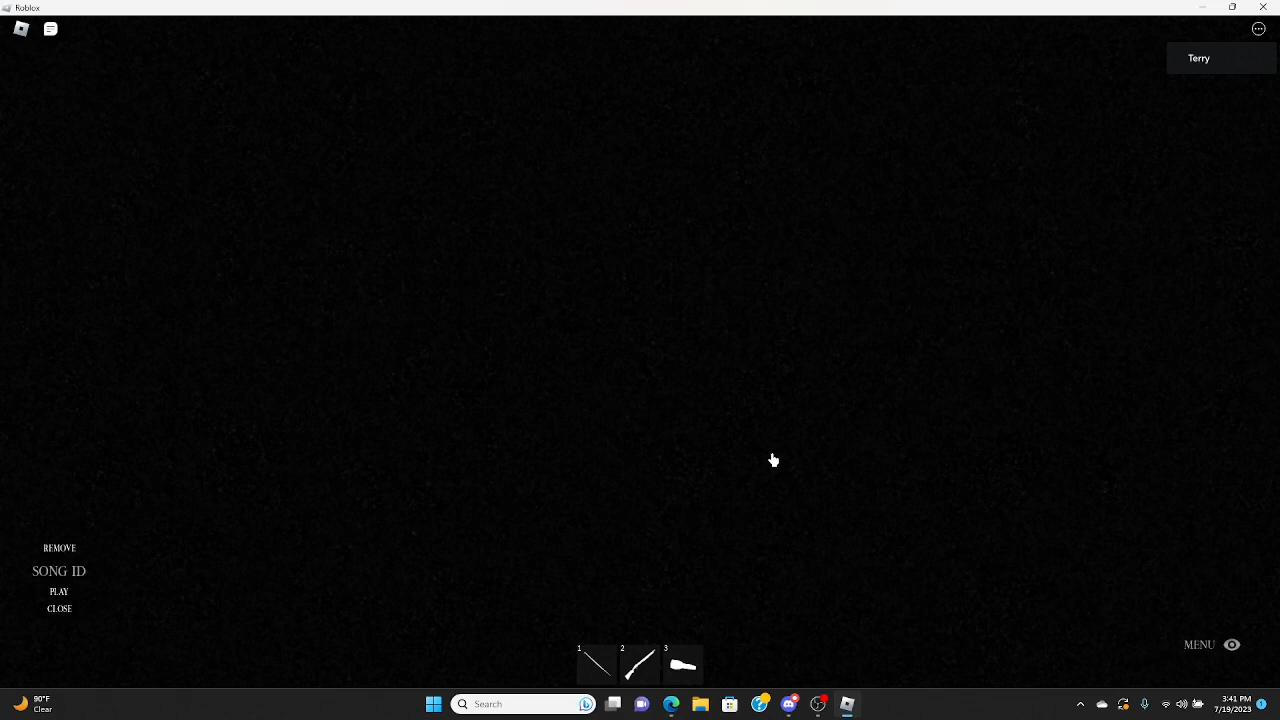 Roblox
Terry
REMOVE
SONG ID
PLAY
CLOSE
MENU
1 2 3
90°F
Clear
Search
3:41 PM
7/19/2023
1